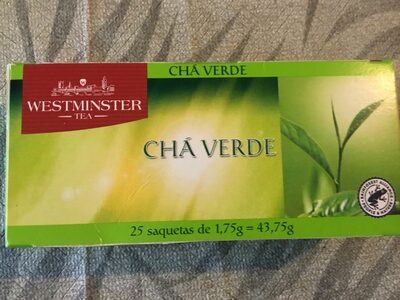 CHÁ VERDE
WESTMINSTER
TEA
CHÁ VERDE
25 saquetas de 1,75g = 43,75g